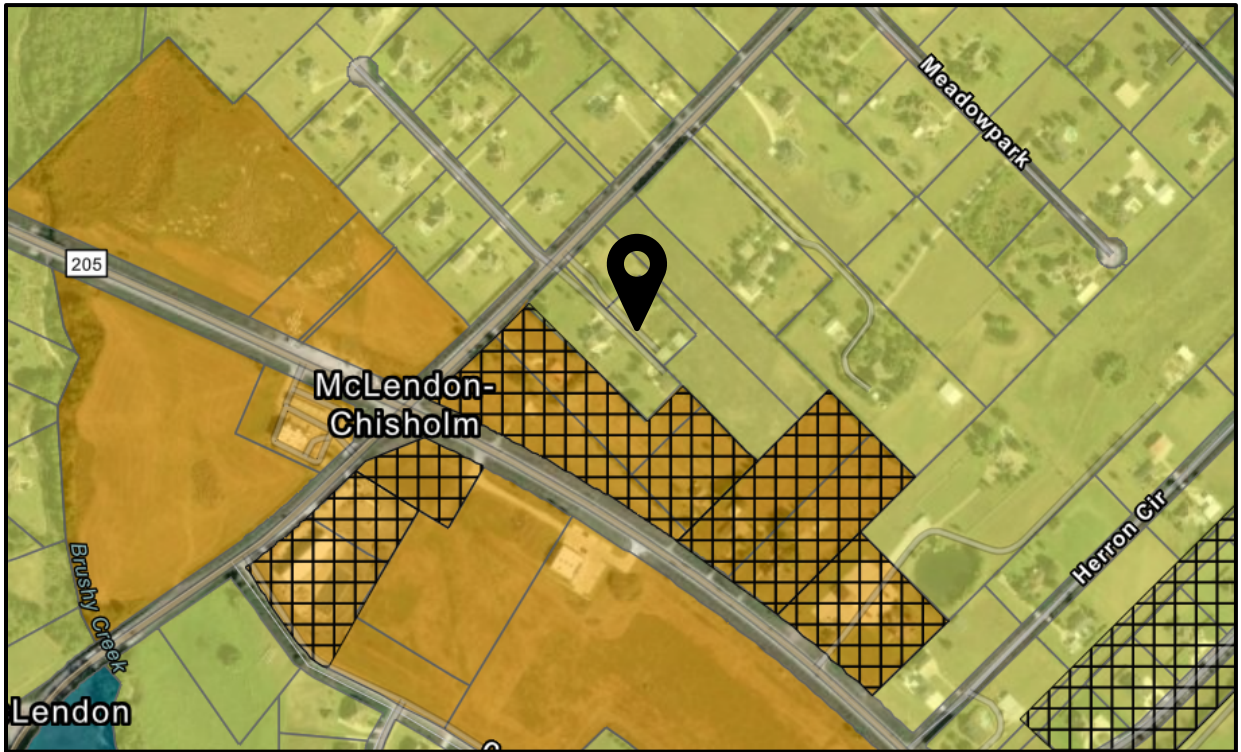 Meadowpark
205
McLendon-
Chisholm
Herron Cir
Brushy Creek
Lendon